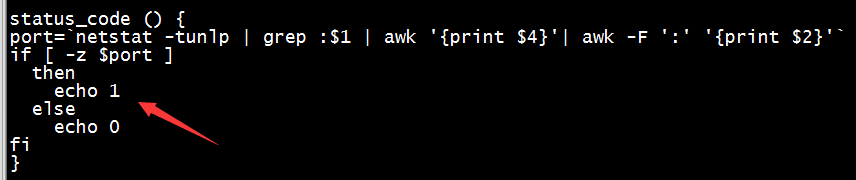 status_code () {
port=`netstat -tunlp | grep :$1 | awk '{print $4}'| awk -F ':' '{print $2}'`
if [ -z $port ]
  then
    echo 1
  else
    echo 0
fi
}